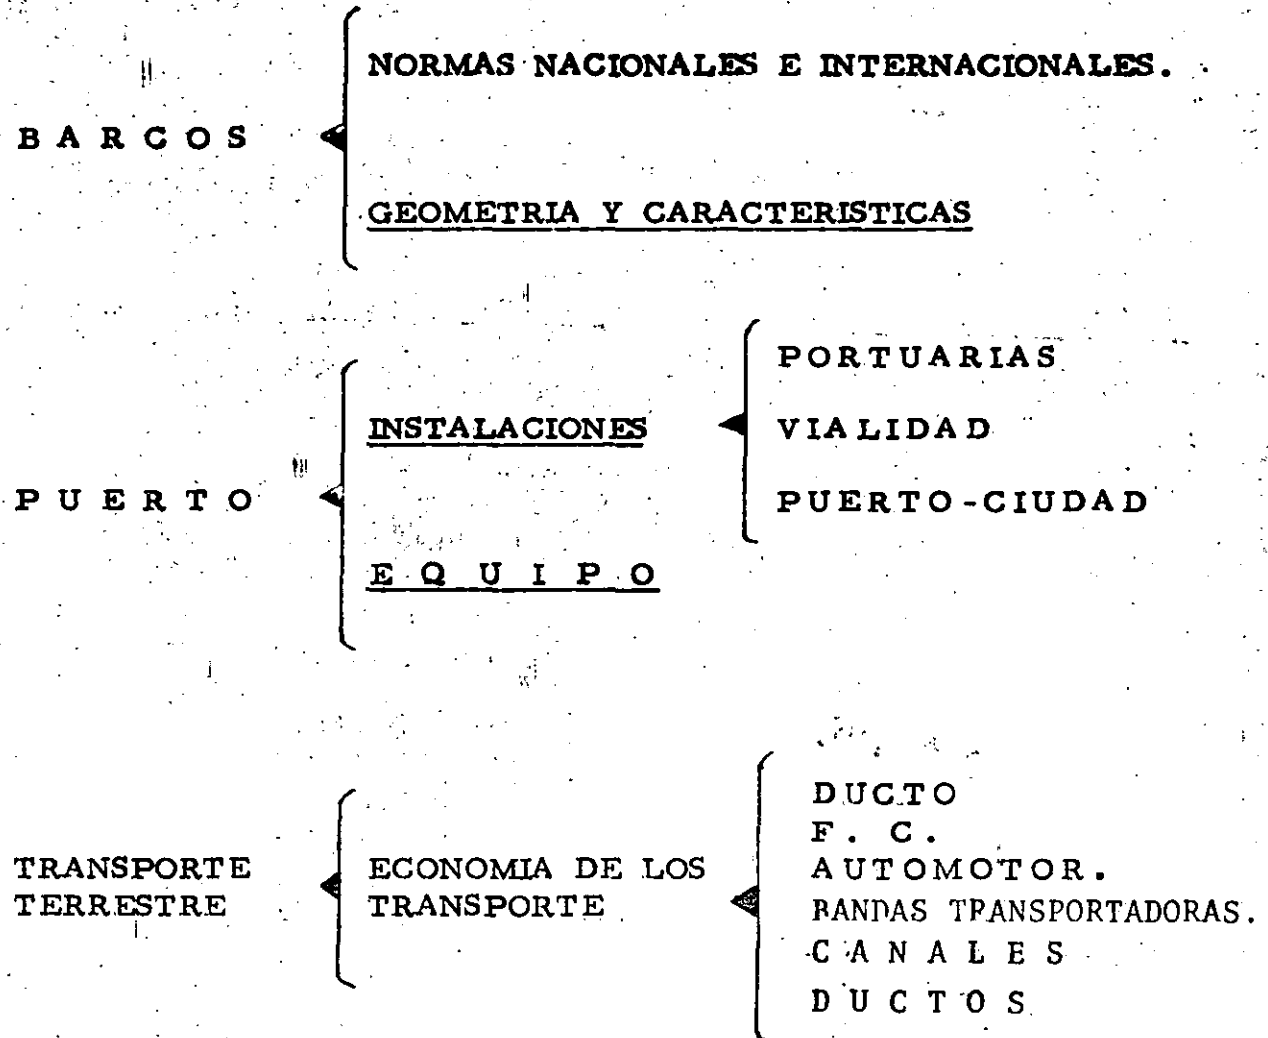 NORMAS NACIONALES E INTERNACIONALES.
BARCOS
GEOMETRIA Y CARACTERISTICAS
PORTUARIAS
INSTALACIONES
VIALIDAD
PUERTO
PUERTO-CIUDAD
EQUIPO
DUCTO
F. C.
TRANSPORTE
TERRESTRE
ECONOMIA DE LOS
TRANSPORTE
AUTOMOTOR.
BANDAS TRANSPORTADORAS.
CANALES
DUCTOS